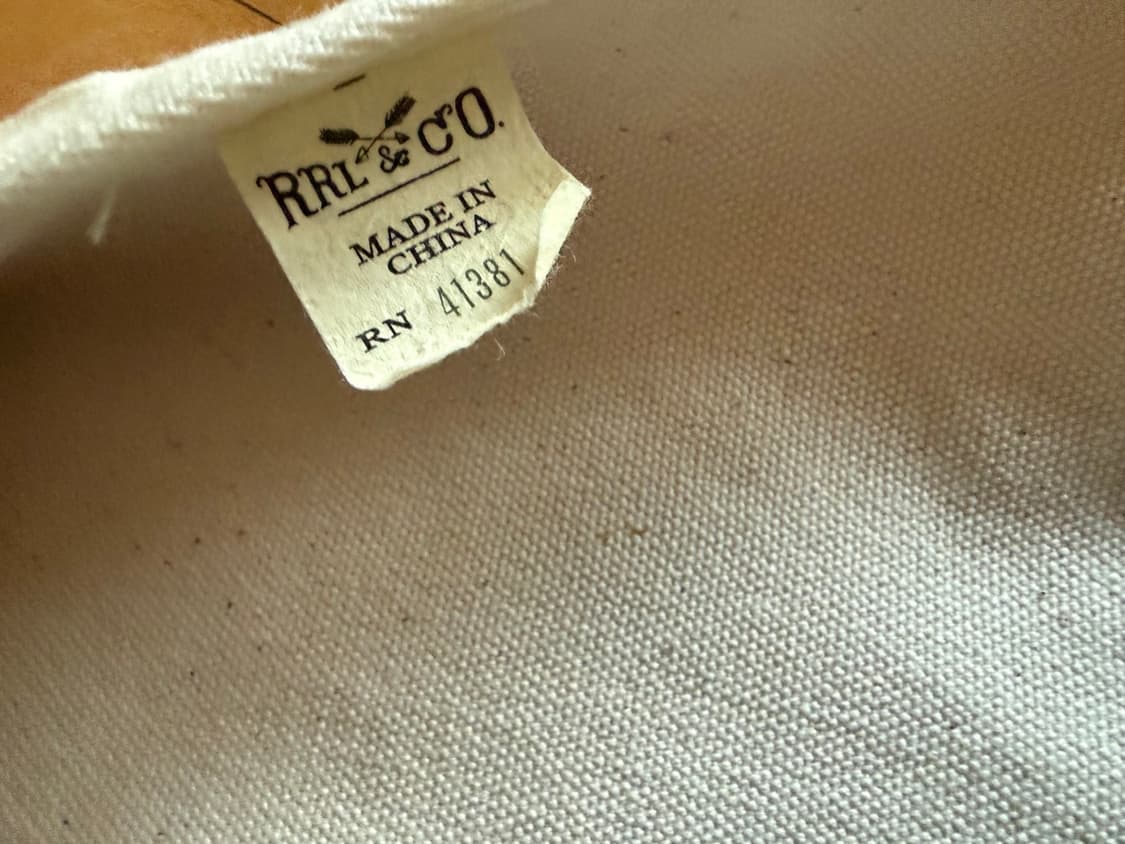 RRL & CO.
MADE IN
CHINA
RN 41381